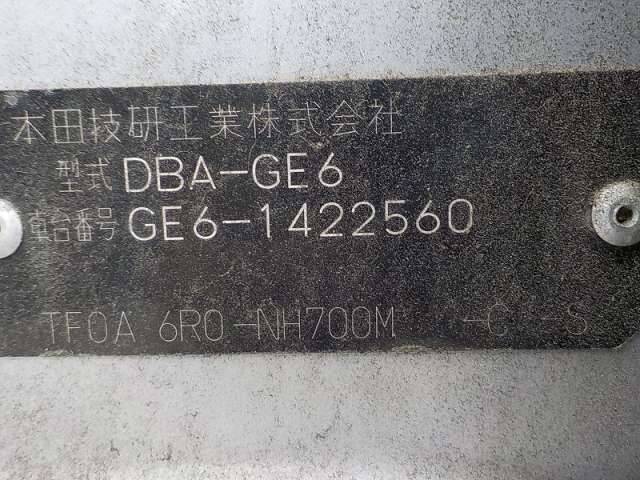 本田技研工業株式会社
型式 DBA-GE6
車台番号 GE6-1422560
TF0A 6R0-NH700M -C -S